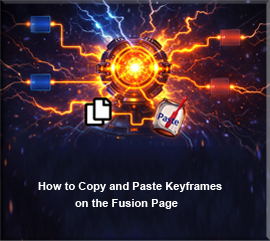 Paste
How to Copy and Paste Keyframes
on the Fusion Page